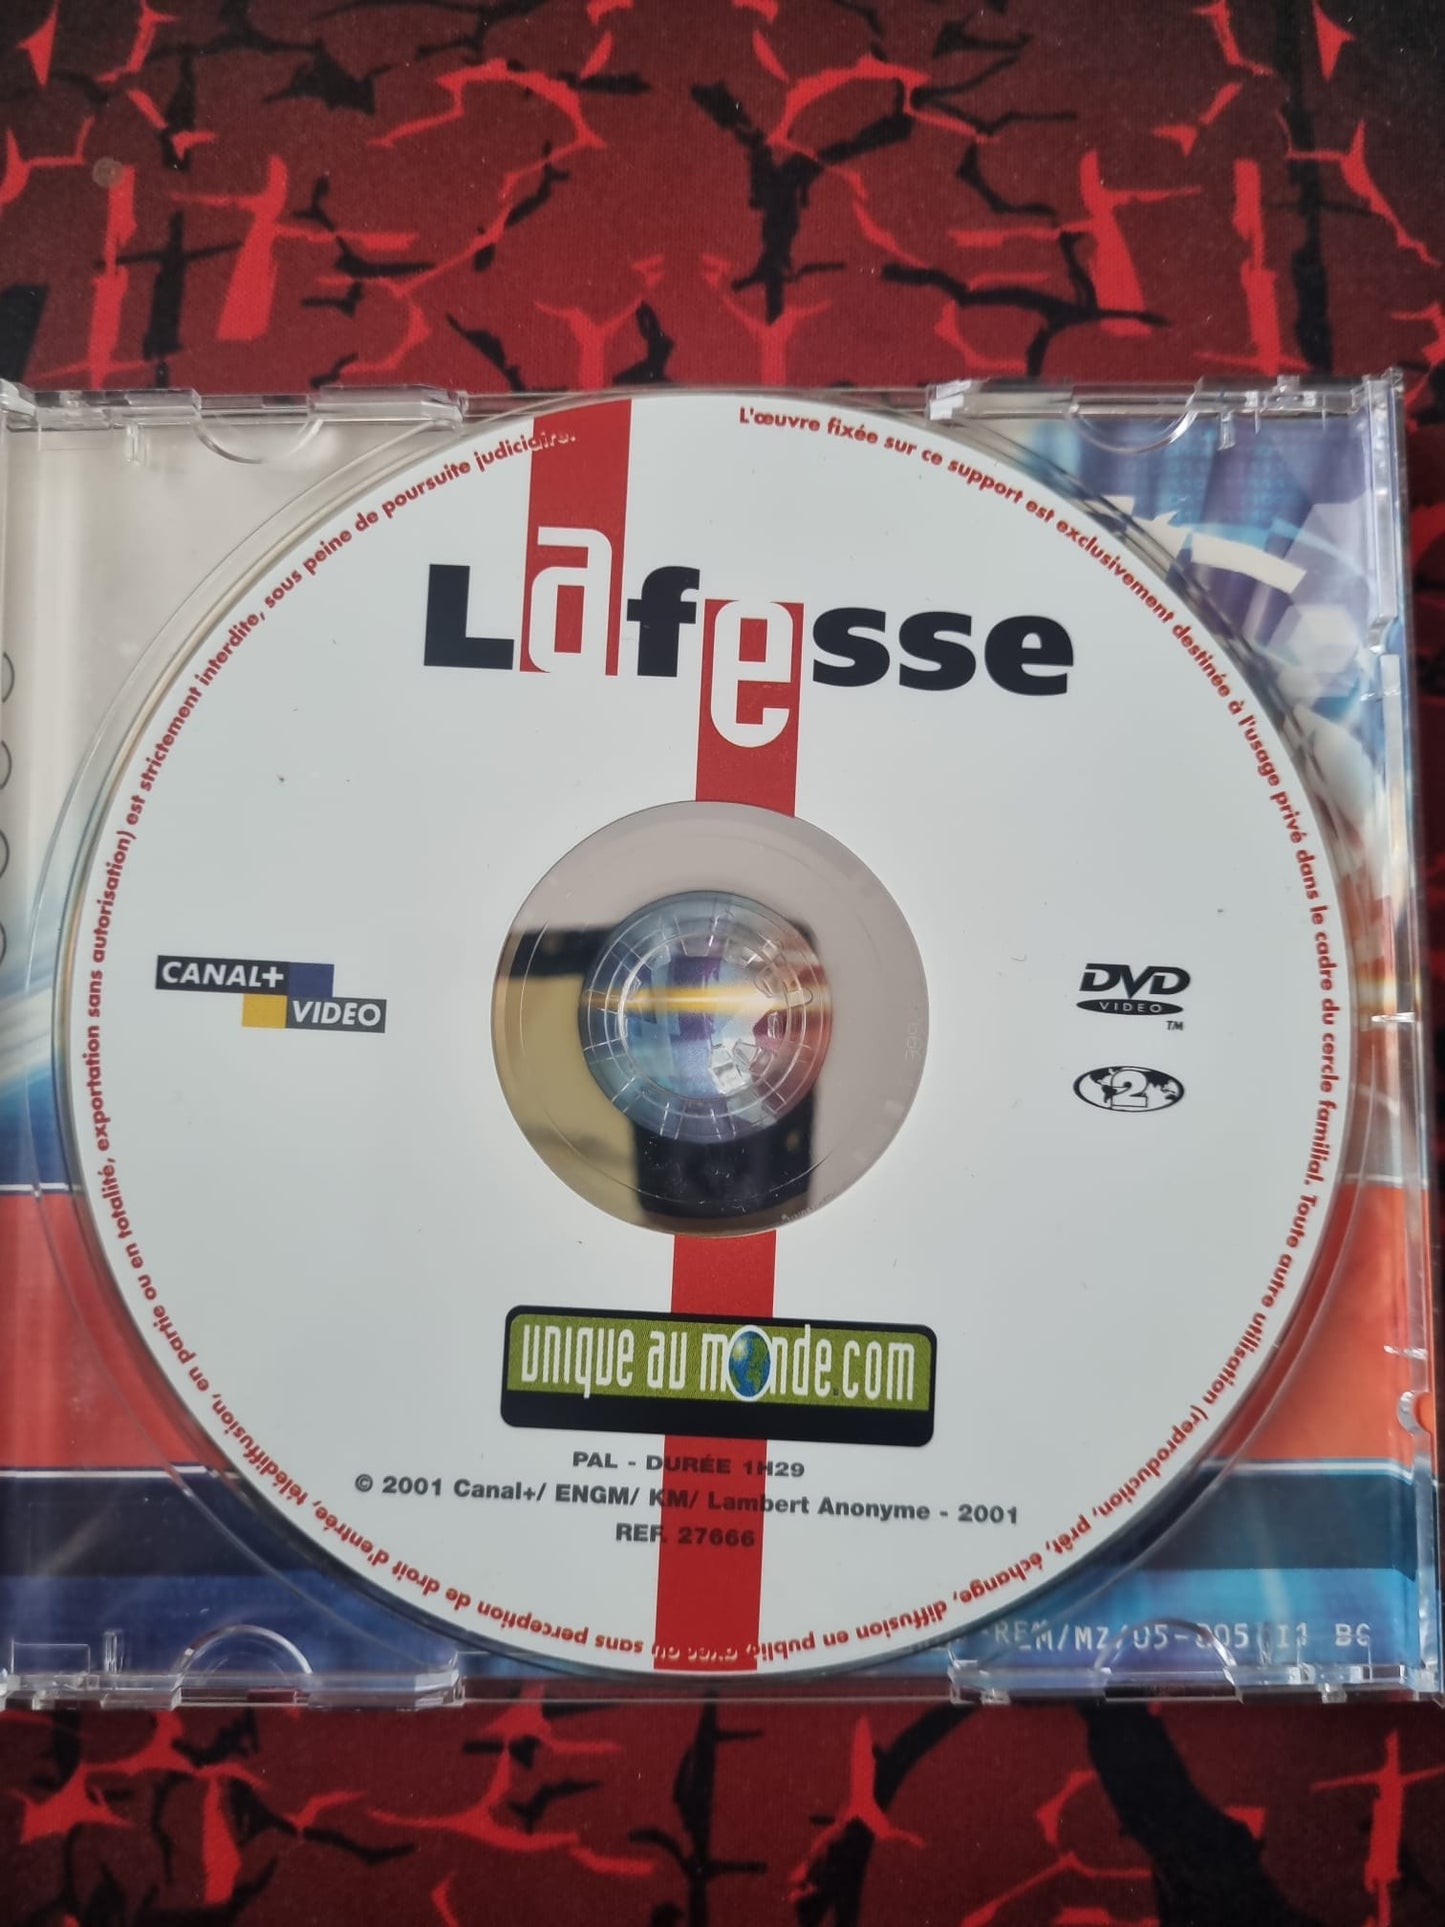 Lafesse
CANAL+
VIDEO
DVD
VIDEO
TM
2
unique au monde.com
PAL - DURÉE 1H29
© 2001 Canal+/ ENGM/ KM/ Lambert Anonyme - 2001
REF. 27666
L'œuvre fixée sur ce support est exclusivement destinée à l'usage privé dans le cadre du cercle familial. Toute autre utilisation (reproduction, prêt, échange, diffusion en public, avec ou sans perception de droit d'entrée, télédiffusion, en partie ou en totalité, exportation sans autorisation) est strictement interdite, sous peine de poursuite judiciaire.